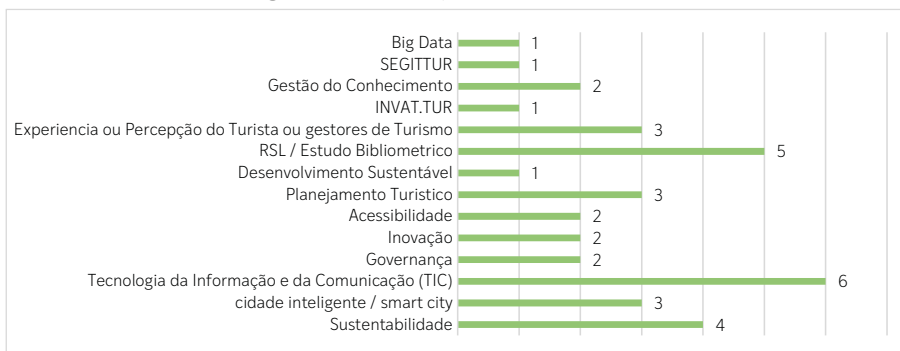 Big Data 1
SEGITTUR 1
Gestão do Conhecimento 2
INVAT.TUR 1
Experiencia ou Percepção do Turista ou gestores de Turismo 3
RSL / Estudo Bibliometrico 5
Desenvolvimento Sustentável 1
Planejamento Turistico 3
Acessibilidade 2
Inovação 2
Governança 2
Tecnologia da Informação e da Comunicação (TIC) 6
cidade inteligente / smart city 3
Sustentabilidade 4